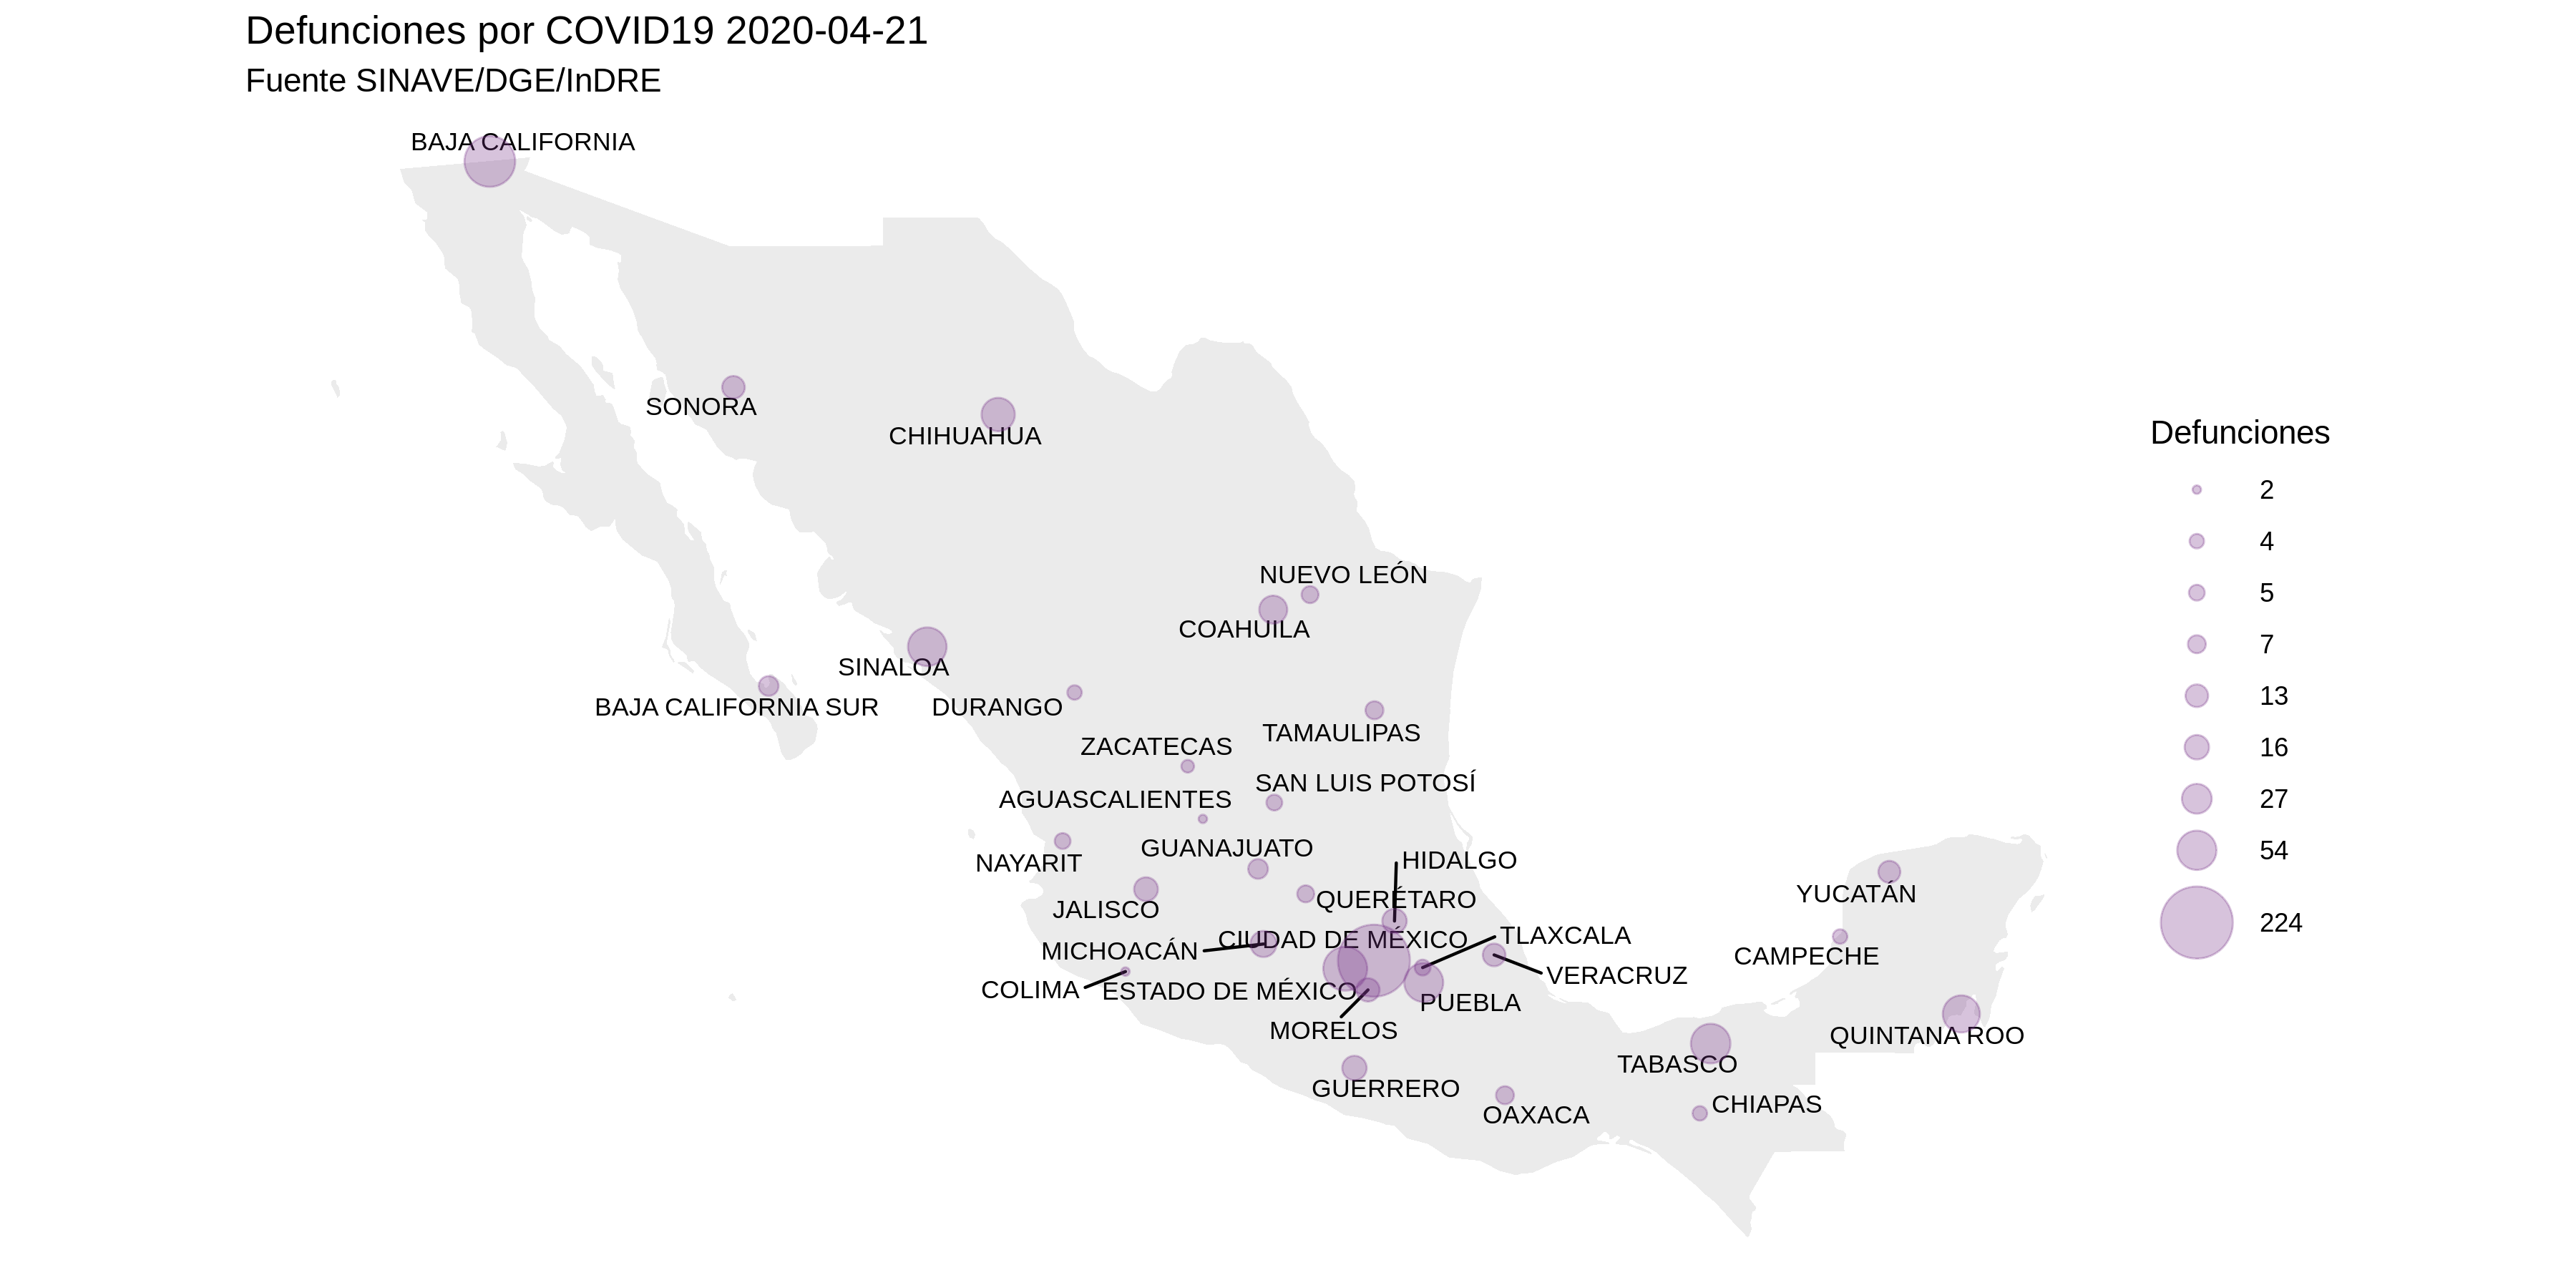 Defunciones por COVID19 2020-04-21
Fuente SINAVE/DGE/InDRE
BAJA CALIFORNIA
SONORA
CHIHUAHUA
NUEVO LEÓN
COAHUILA
SINALOA
BAJA CALIFORNIA SUR
DURANGO
TAMAULIPAS
ZACATECAS
SAN LUIS POTOSÍ
AGUASCALIENTES
GUANAJUATO
NAYARIT
HIDALGO
JALISCO
QUERÉTARO
CIUDAD DE MÉXICO
TLAXCALA
MICHOACÁN
VERACRUZ
COLIMA
ESTADO DE MÉXICO
PUEBLA
MORELOS
GUERRERO
OAXACA
YUCATÁN
CAMPECHE
QUINTANA ROO
TABASCO
CHIAPAS
Defunciones
2
4
5
7
13
16
27
54
224